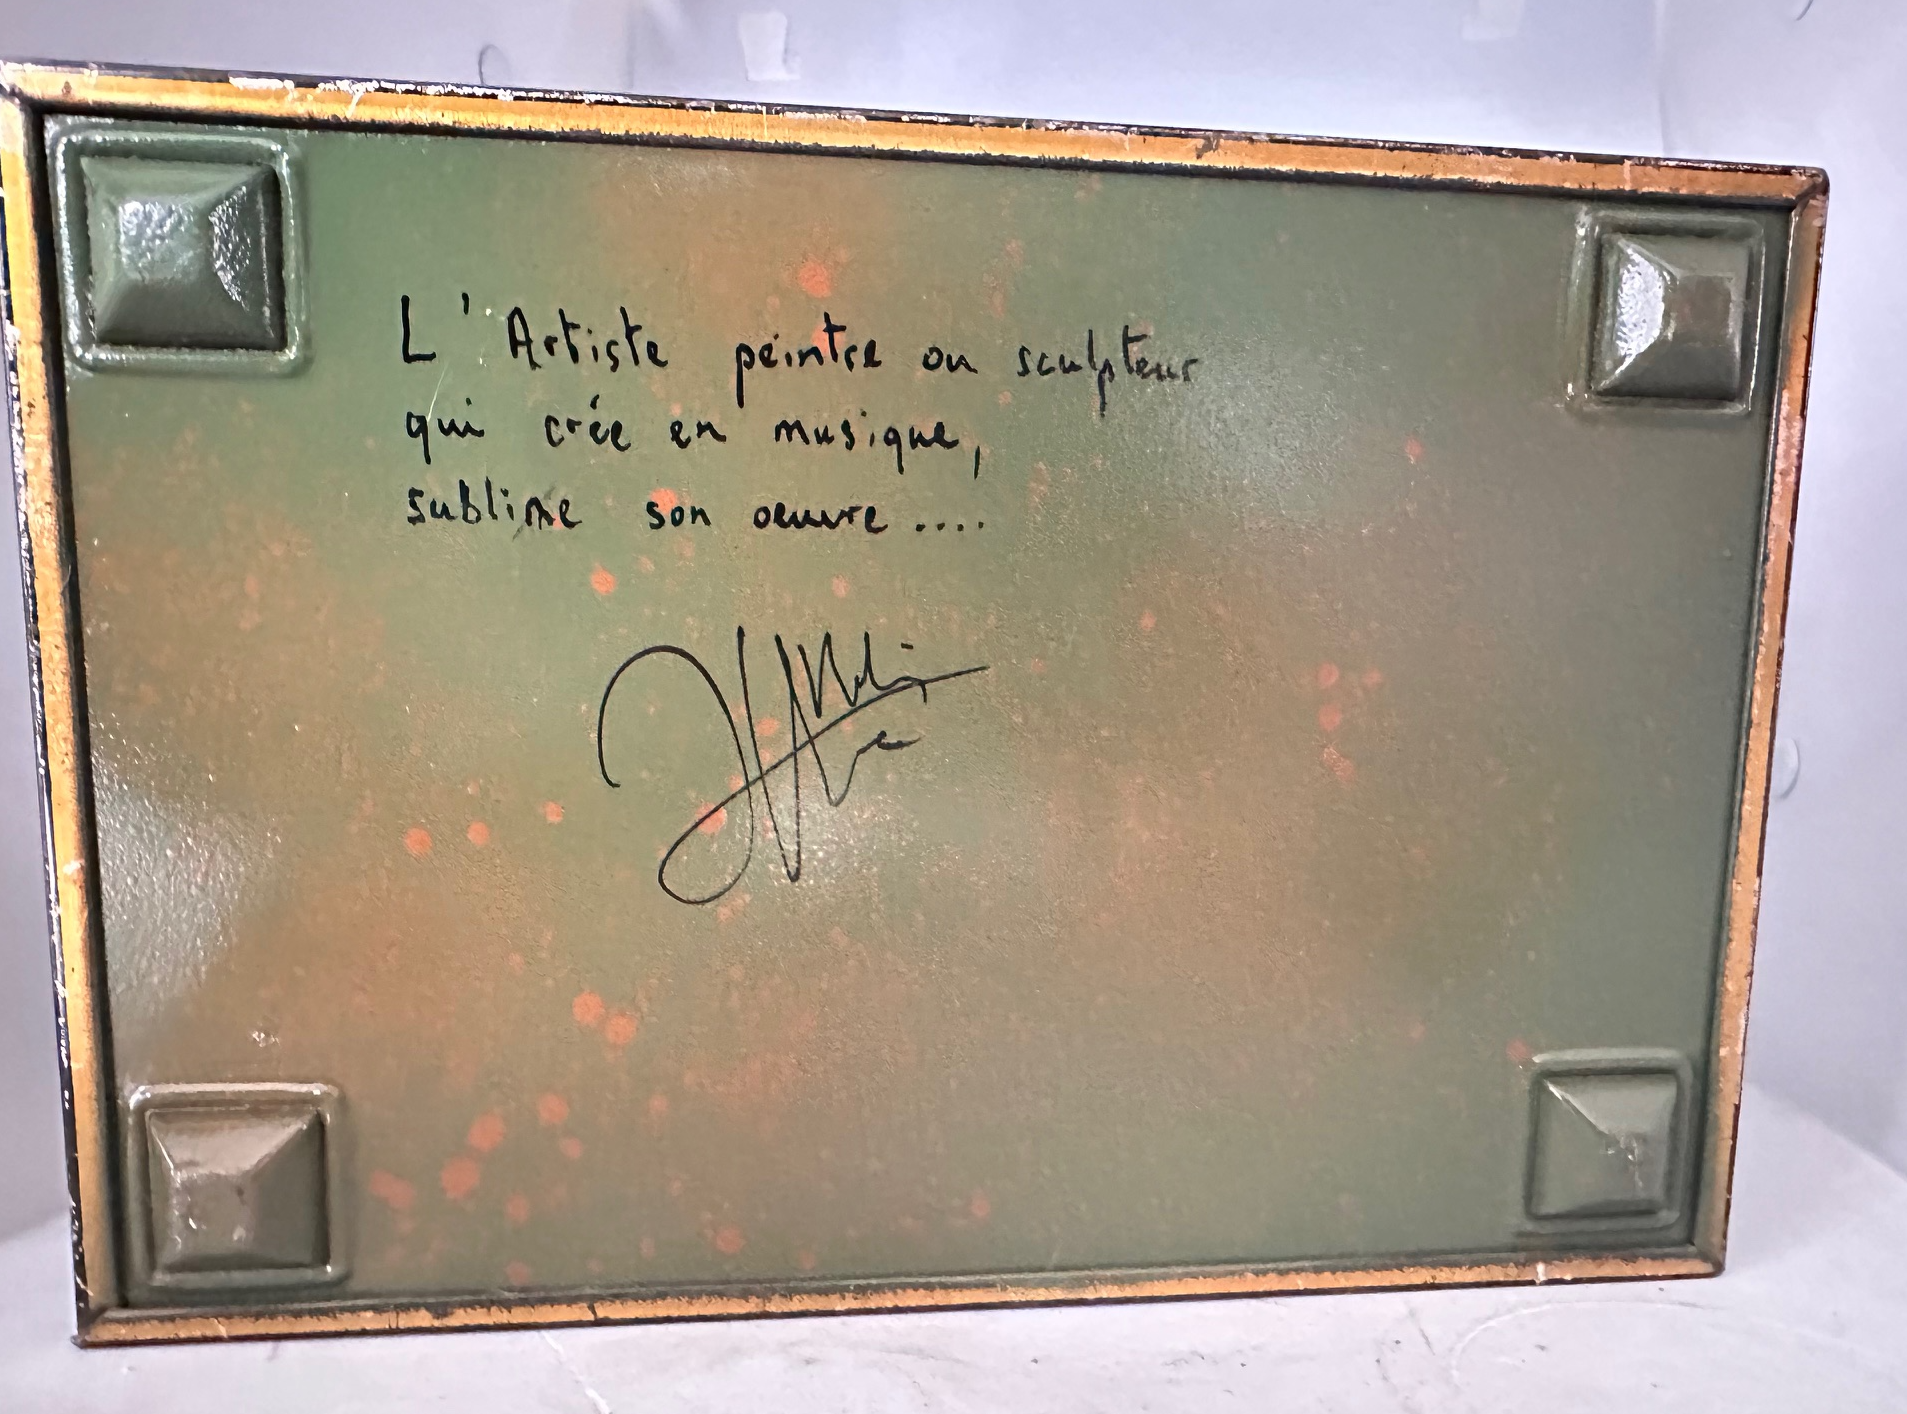 L'Artiste peintre ou sculpteur
qui crée en musique,
sublime son oeuvre....